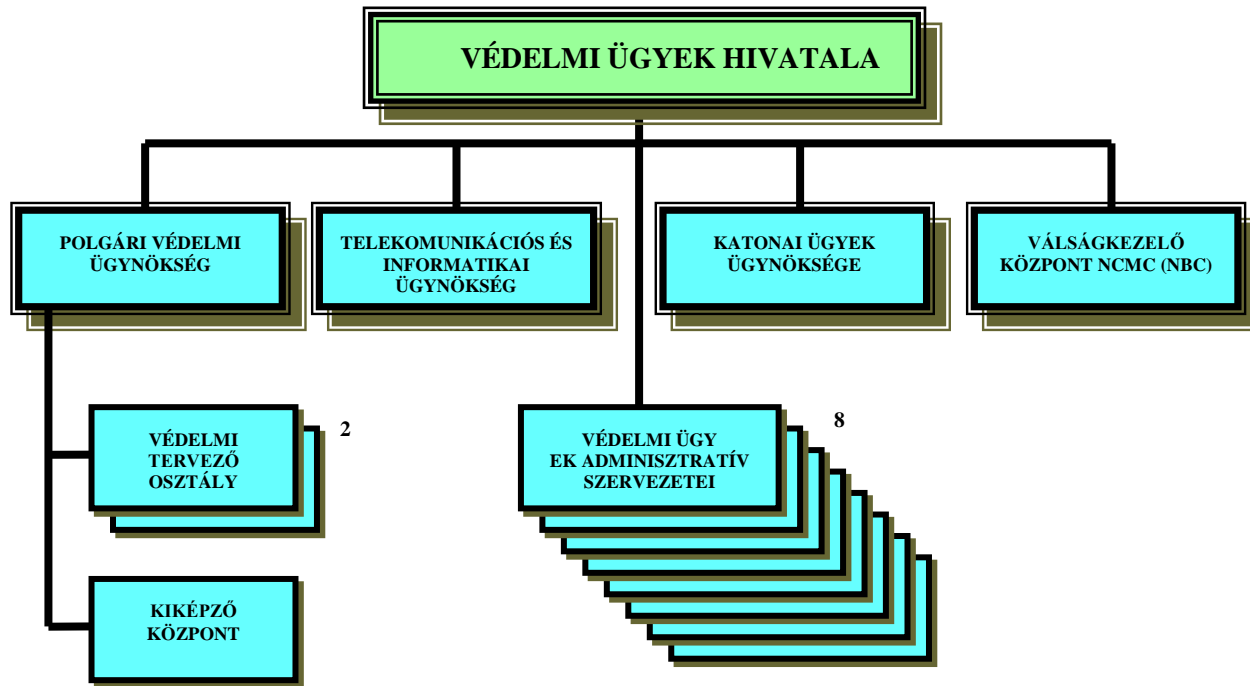 VÉDELMI ÜGYEK HIVATALA
POLGÁRI VÉDELMI
ÜGYNÖKSÉG
TELEKOMUNIKÁCIÓS ÉS
INFORMATIKAI
ÜGYNÖKSÉG
KATONAI ÜGYEK
ÜGYNÖKSÉGE
VÁLSÁGKEZELŐ
KÖZPONT NCMC (NBC)
VÉDELMI
TERVEZŐ
OSZTÁLY
2
VÉDELMI ÜGY
EK ADMINISZTRATÍV
SZERVEZETEI
8
KIKÉPZŐ
KÖZPONT